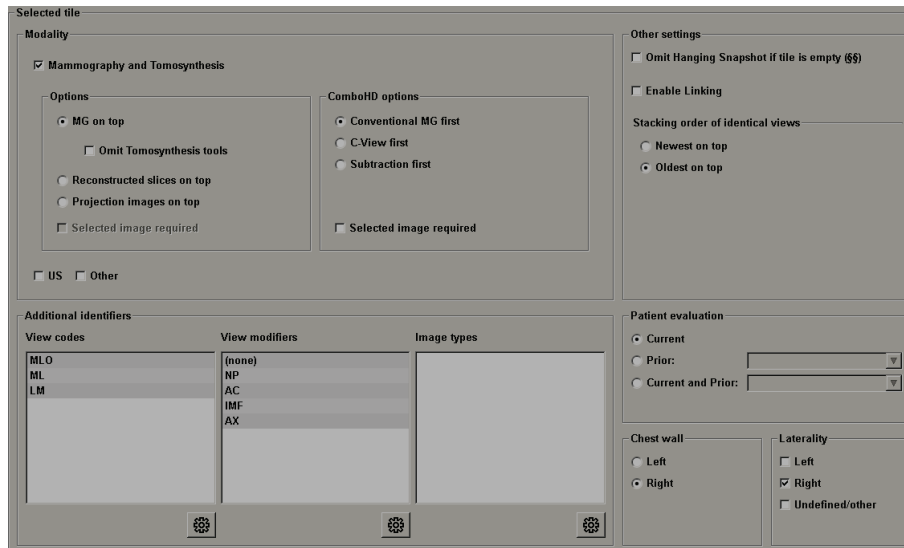 Selected tile
Modality
Mammography and Tomosynthesis
Options
MG on top
Omit Tomosynthesis tools
Reconstructed slices on top
Projection images on top
Selected image required
ComboHD options
Conventional MG first
C-View first
Subtraction first
Selected image required
US Other
Other settings
Omit Hanging Snapshot if tile is empty (§§)
Enable Linking
Stacking order of identical views
Newest on top
Oldest on top
Additional identifiers
View codes
MLO
ML
LM
View modifiers
(none)
NP
AC
IMF
AX
Image types
Patient evaluation
Current
Prior:
Current and Prior:
Chest wall
Left
Right
Laterality
Left
Right
Undefined/other